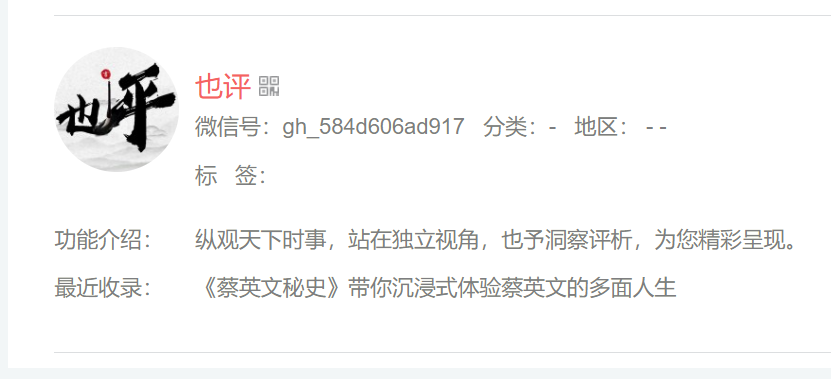 也平
也评
微信号：gh_584d606ad917 分类：- 地区： - -
标 签：
功能介绍： 纵观天下时事，站在独立视角，也予洞察评析，为您精彩呈现。
最近收录： 《蔡英文秘史》带你沉浸式体验蔡英文的多面人生